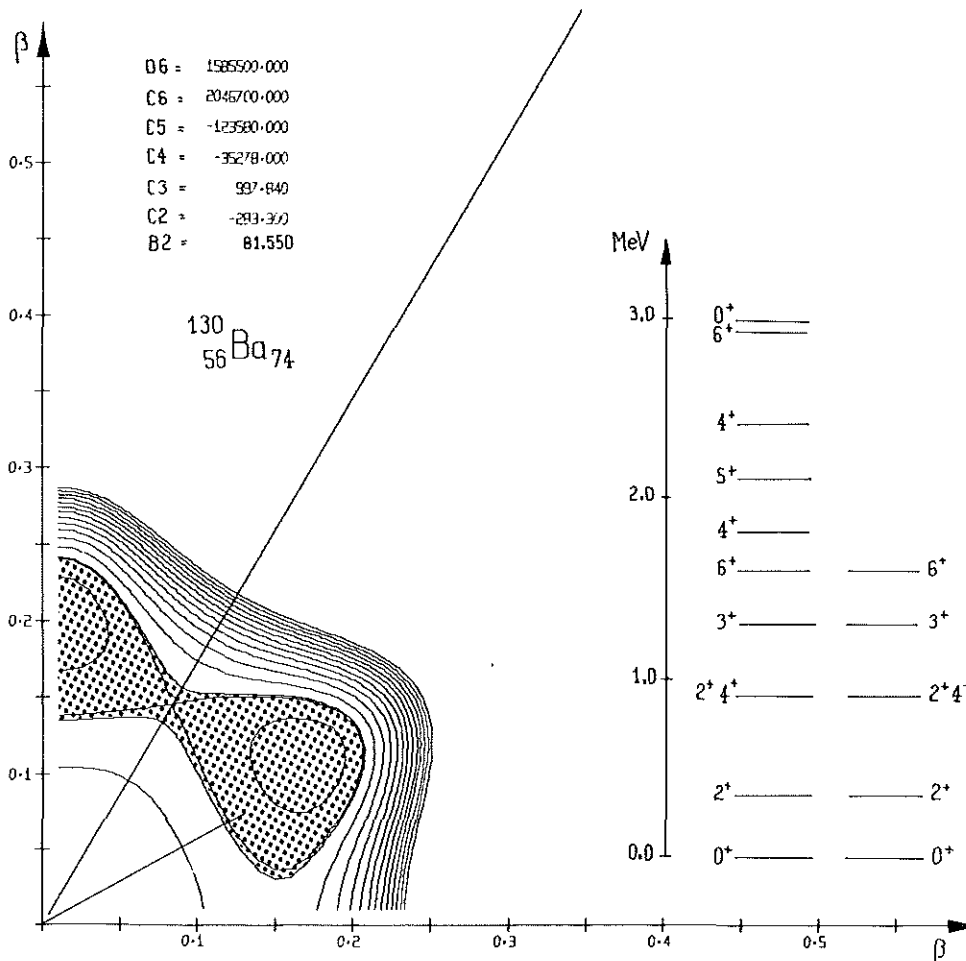 β
D6 = 1585500.000
C6 = 2046700.000
C5 = -123580.000
C4 = -35278.000
C3 = 997.840
C2 = -293.300
B2 = 81.550
130
56 Ba 74
0.5
0.4
0.3
0.2
0.1
0.1 0.2 0.3 0.4 0.5
β
MeV
3.0
2.0
1.0
0.0
0+
6+
4+
5+
4+
6+ 6+
3+ 3+
2+4+ 2+4
2+ 2+
0+ 0+